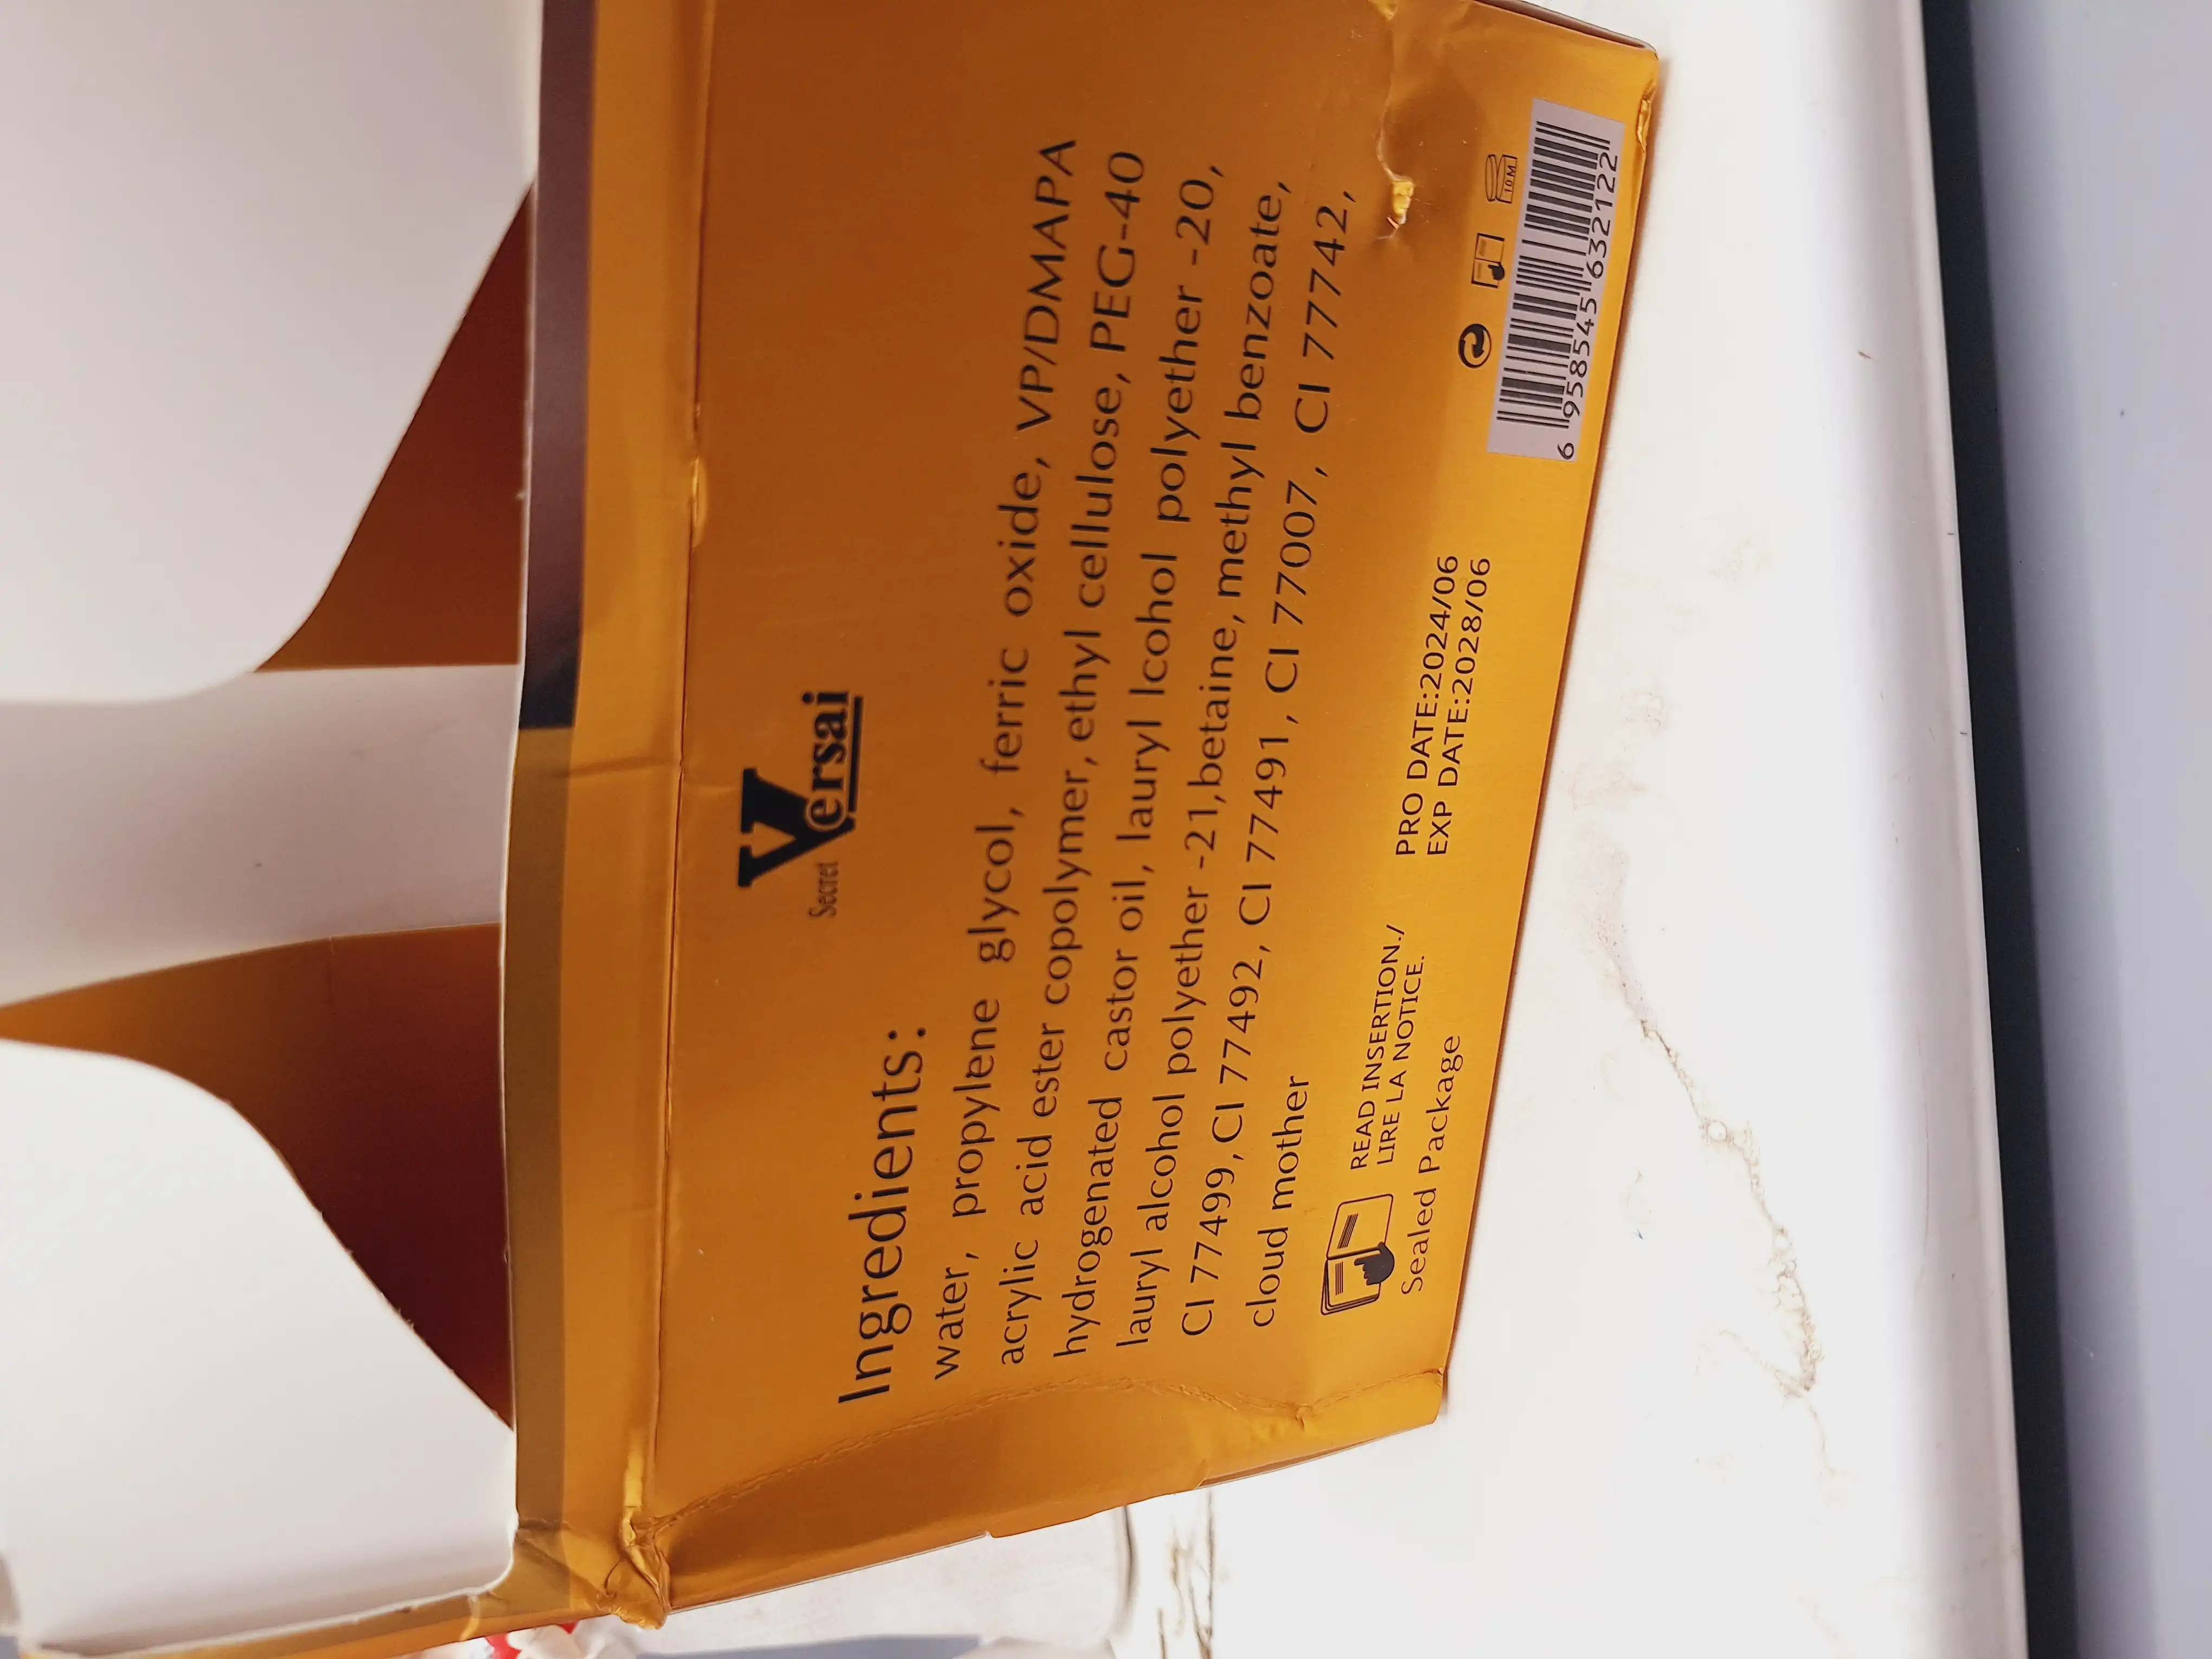 Secret Versai
Ingredients:
water, propylene glycol, ferric oxide, VP/DMAPA
acrylic acid ester copolymer, ethyl cellulose, PEG-40
hydrogenated castor oil, lauryl lcohol polyether -20,
lauryl alcohol polyether -21,betaine, methyl benzoate,
CI 77499,CI 77492, CI 77491, CI 77007, CI 77742,
cloud mother
READ INSERTION./
LIRE LA NOTICE.
Sealed Package
PRO DATE:2024/06
EXP DATE:2028/06
10M
6 958545 632122